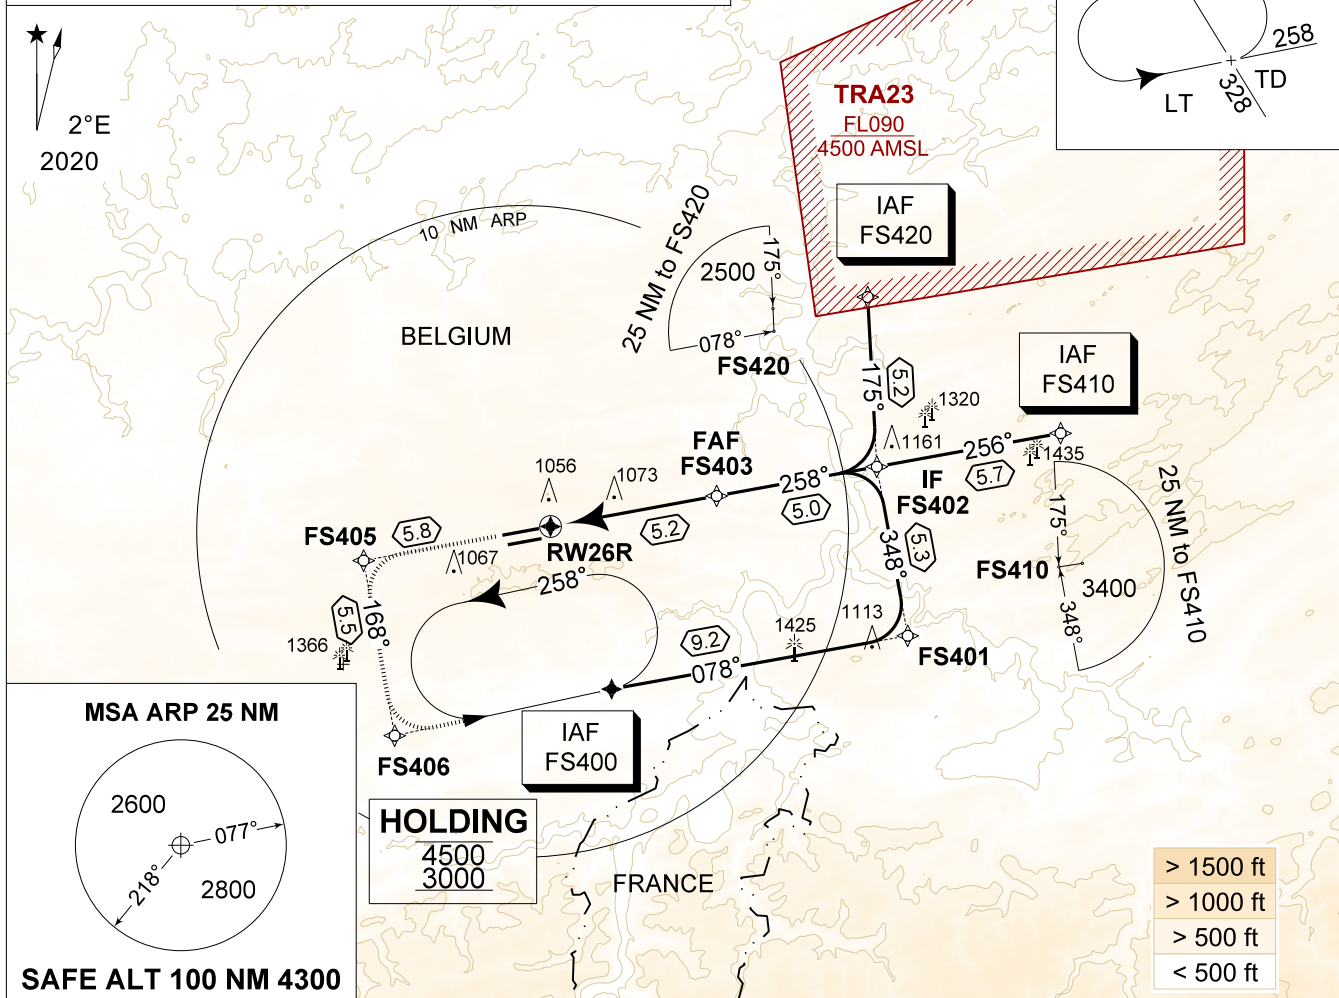 2°E
2020
258
TD
LT
328
TRA23
FL090
4500 AMSL
IAF
FS420
10 NM ARP
25 NM to FS420
2500
175°
078°
FS420
BELGIUM
IAF
FS410
5.2
175°
1320
1161
256°
5.7
1435
IF
FS402
FAF
FS403
258°
5.0
1056
1073
5.2
RW26R
FS405
5.8
1067
258°
5.5
168°
1366
FS406
348°
5.3
1113
1425
9.2
078°
FS401
25 NM to FS410
175°
FS410
3400
348°
IAF
FS400
MSA ARP 25 NM
2600
077°
218°
2800
SAFE ALT 100 NM 4300
HOLDING
4500
3000
FRANCE
> 1500 ft
> 1000 ft
> 500 ft
< 500 ft